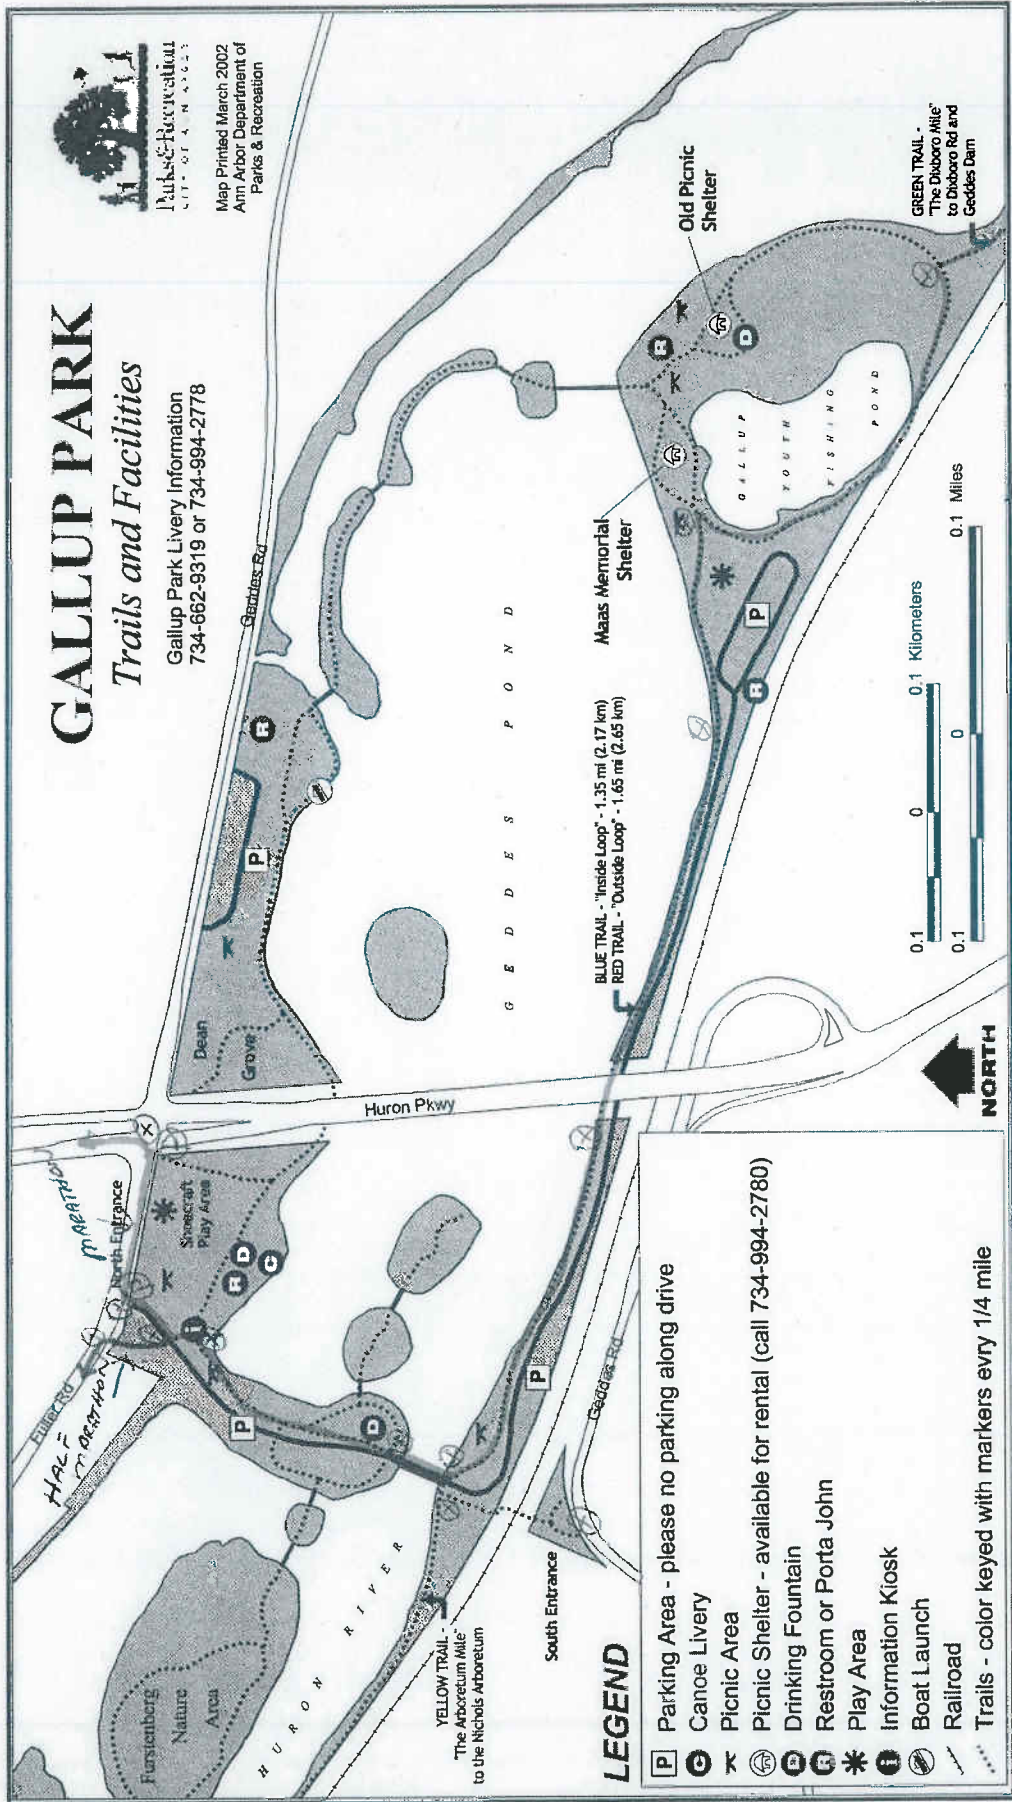 GALLUP PARK
Trails and Facilities
Gallup Park Livery Information
734-662-9319 or 734-994-2778
Parks & Recreation
Map Printed March 2002
Ann Arbor Department of
Parks & Recreation
Geddes Rd
Fuller Rd
HALF
MARATHON
MARATHON
North Entrance
Dean
Grove
Play Area
Huron Pkwy
Furstenberg
Nature
Area
HURON RIVER
GEDDES POND
Old Picnic
Shelter
Maas Memorial
Shelter
GALLUP
YOUTH
FISHING
POND
GREEN TRAIL -
"The Dixboro Mile"
to Dixboro Rd and
Geddes Dam
BLUE TRAIL - "Inside Loop" - 1.35 mi (2.17 km)
RED TRAIL - "Outside Loop" - 1.65 mi (2.65 km)
YELLOW TRAIL -
"The Arboretum Mile"
to the Nichols Arboretum
South Entrance
Geddes Rd
P
P
P
P
R
R
R
R
D
D
D
C
i
0.1 0 0.1 Kilometers
0.1 0 0.1 Miles
NORTH
LEGEND
P Parking Area - please no parking along drive
C Canoe Livery
Picnic Area
Picnic Shelter - available for rental (call 734-994-2780)
D Drinking Fountain
R Restroom or Porta John
Play Area
i Information Kiosk
Boat Launch
Railroad
Trails - color keyed with markers evry 1/4 mile